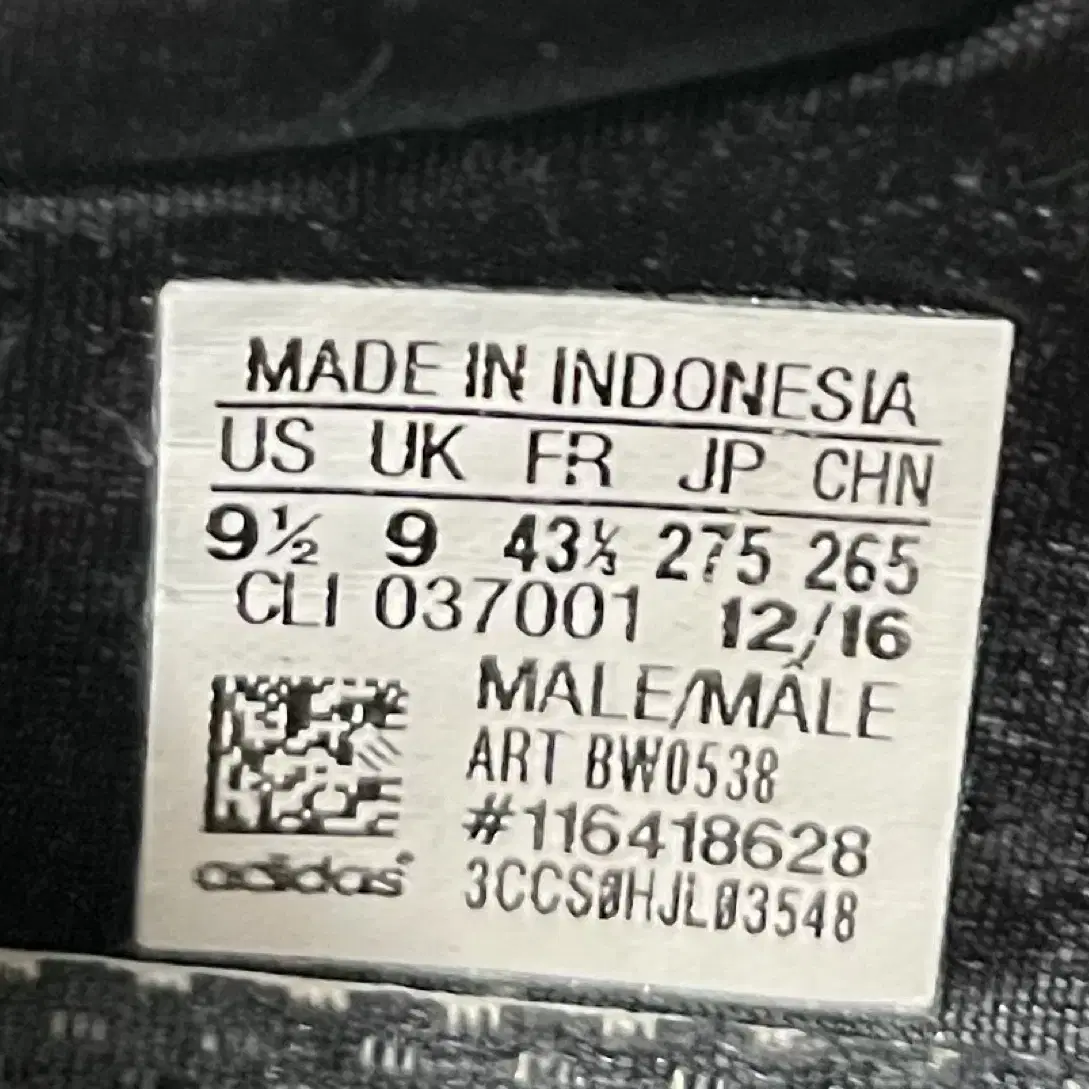 MADE IN INDONESIA
US UK FR JP CHN
9½ 9 43⅓ 275 265
CLI 037001 12/16
MALE/MÂLE
ART BW0538
#116418628
adidas
3CCS0HJL03548